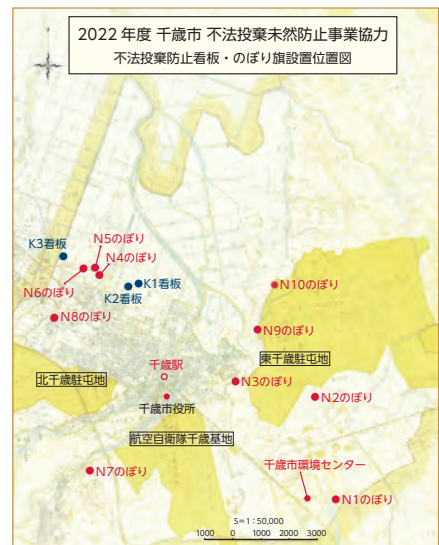 2022年度 千歳市 不法投棄未然防止事業協力
不法投棄防止看板・のぼり旗設置位置図
K3看板
N5のぼり
N4のぼり
N6のぼり
K1看板
K2看板
N8のぼり
N10のぼり
N9のぼり
千歳駅
東千歳駐屯地
北千歳駐屯地
N3のぼり
N2のぼり
千歳市役所
航空自衛隊千歳基地
千歳市環境センター
N7のぼり
N1のぼり
S=1：50,000
1000 0 1000 2000 3000